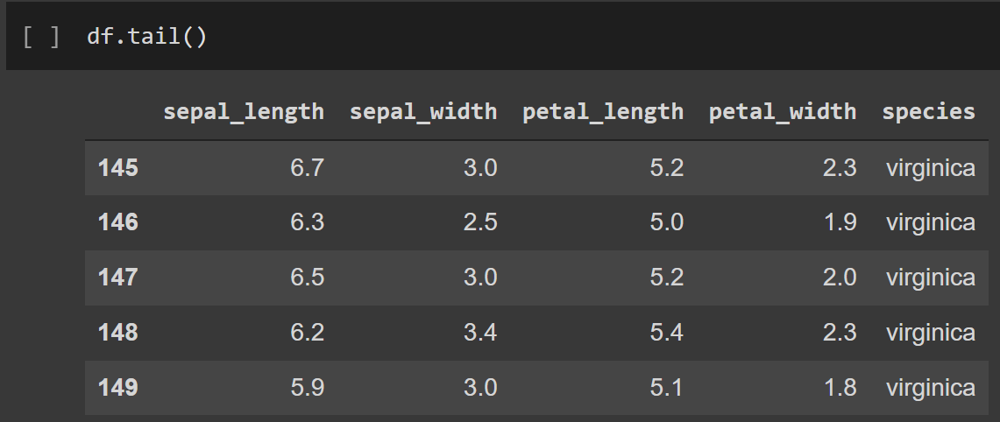 [ ] df.tail()
sepal_length sepal_width petal_length petal_width species
145 6.7 3.0 5.2 2.3 virginica
146 6.3 2.5 5.0 1.9 virginica
147 6.5 3.0 5.2 2.0 virginica
148 6.2 3.4 5.4 2.3 virginica
149 5.9 3.0 5.1 1.8 virginica